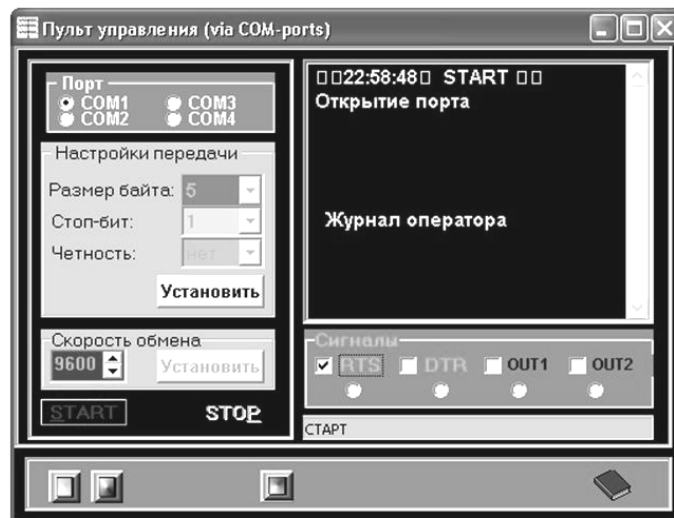 Пульт управления (via COM-ports)
Порт
COM1 COM3
COM2 COM4
Настройки передачи
Размер байта: 5
Стоп-бит: 1
Четность: нет
Установить
Скорость обмена
9600 Установить
START STOP
▯▯22:58:48▯ START ▯▯
Открытие порта
Журнал оператора
Сигналы
RTS DTR OUT1 OUT2
СТАРТ